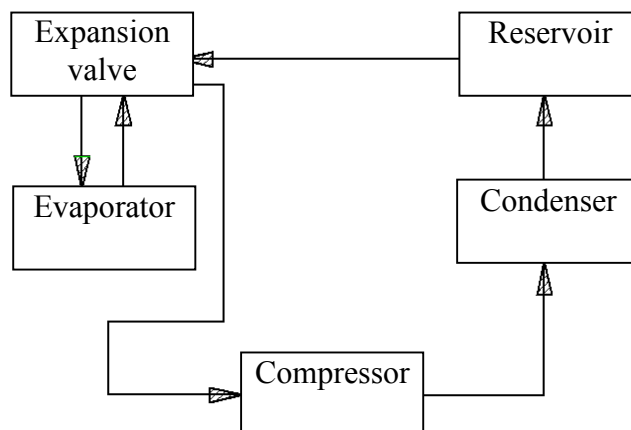 Expansion
valve
Reservoir
Evaporator
Condenser
Compressor